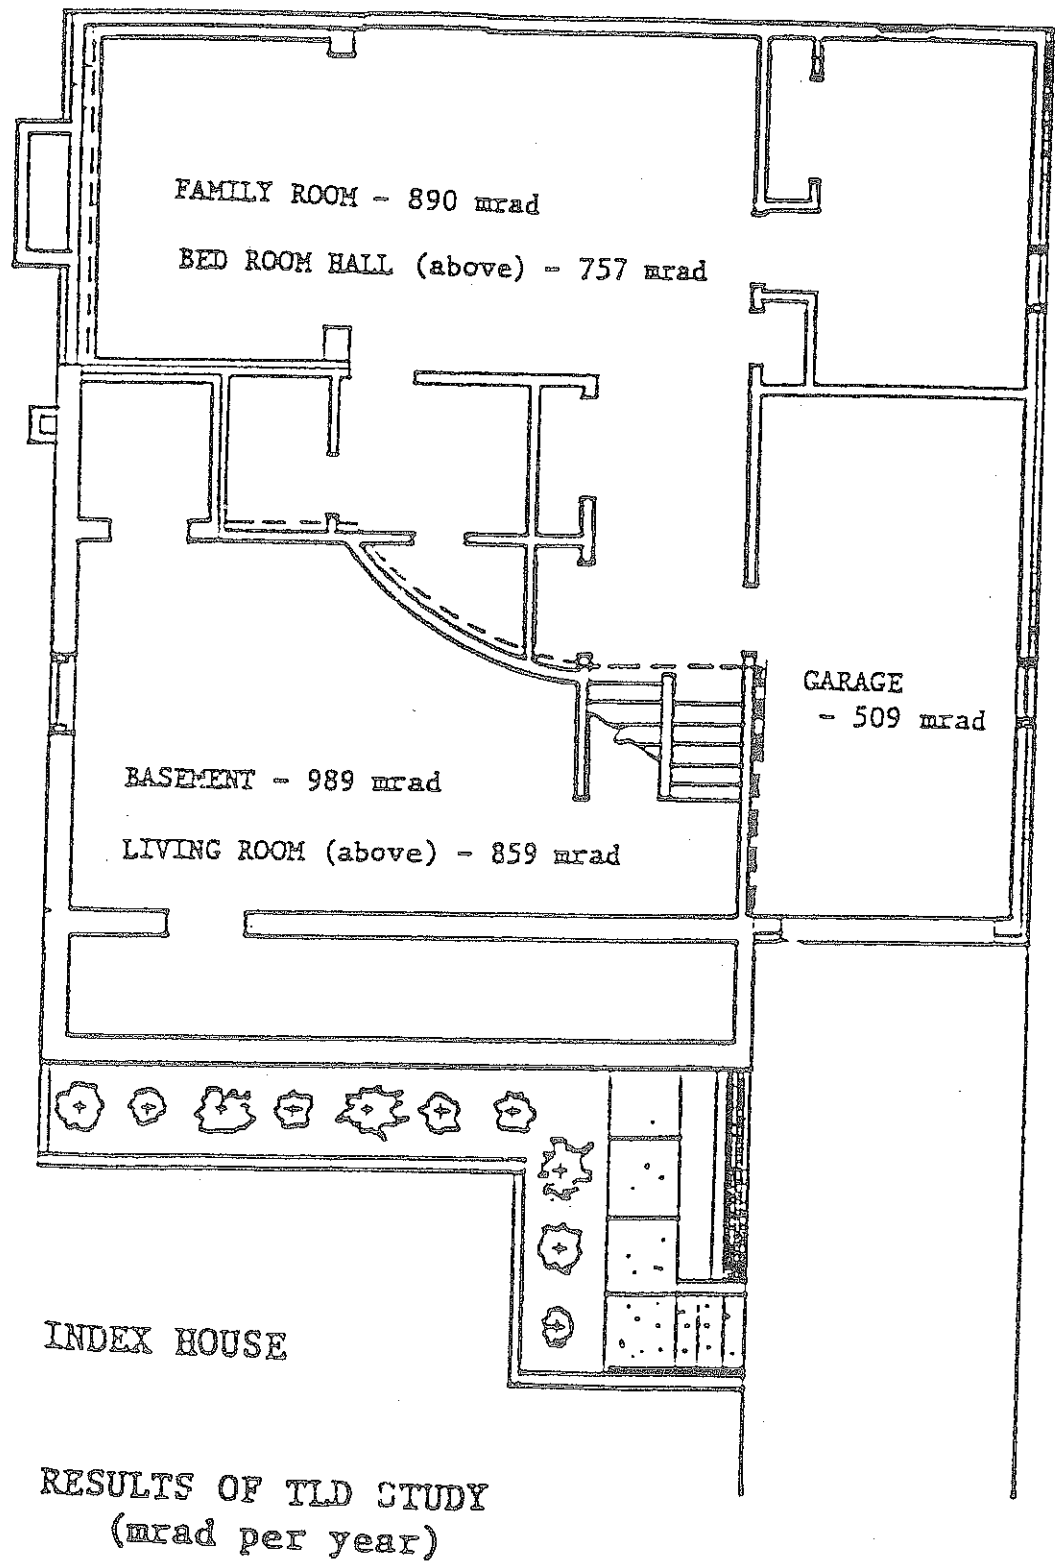 FAMILY ROOM - 890 mrad
BED ROOM HALL (above) - 757 mrad
GARAGE
- 509 mrad
BASEMENT - 989 mrad
LIVING ROOM (above) - 859 mrad
INDEX HOUSE
RESULTS OF TLD STUDY
(mrad per year)